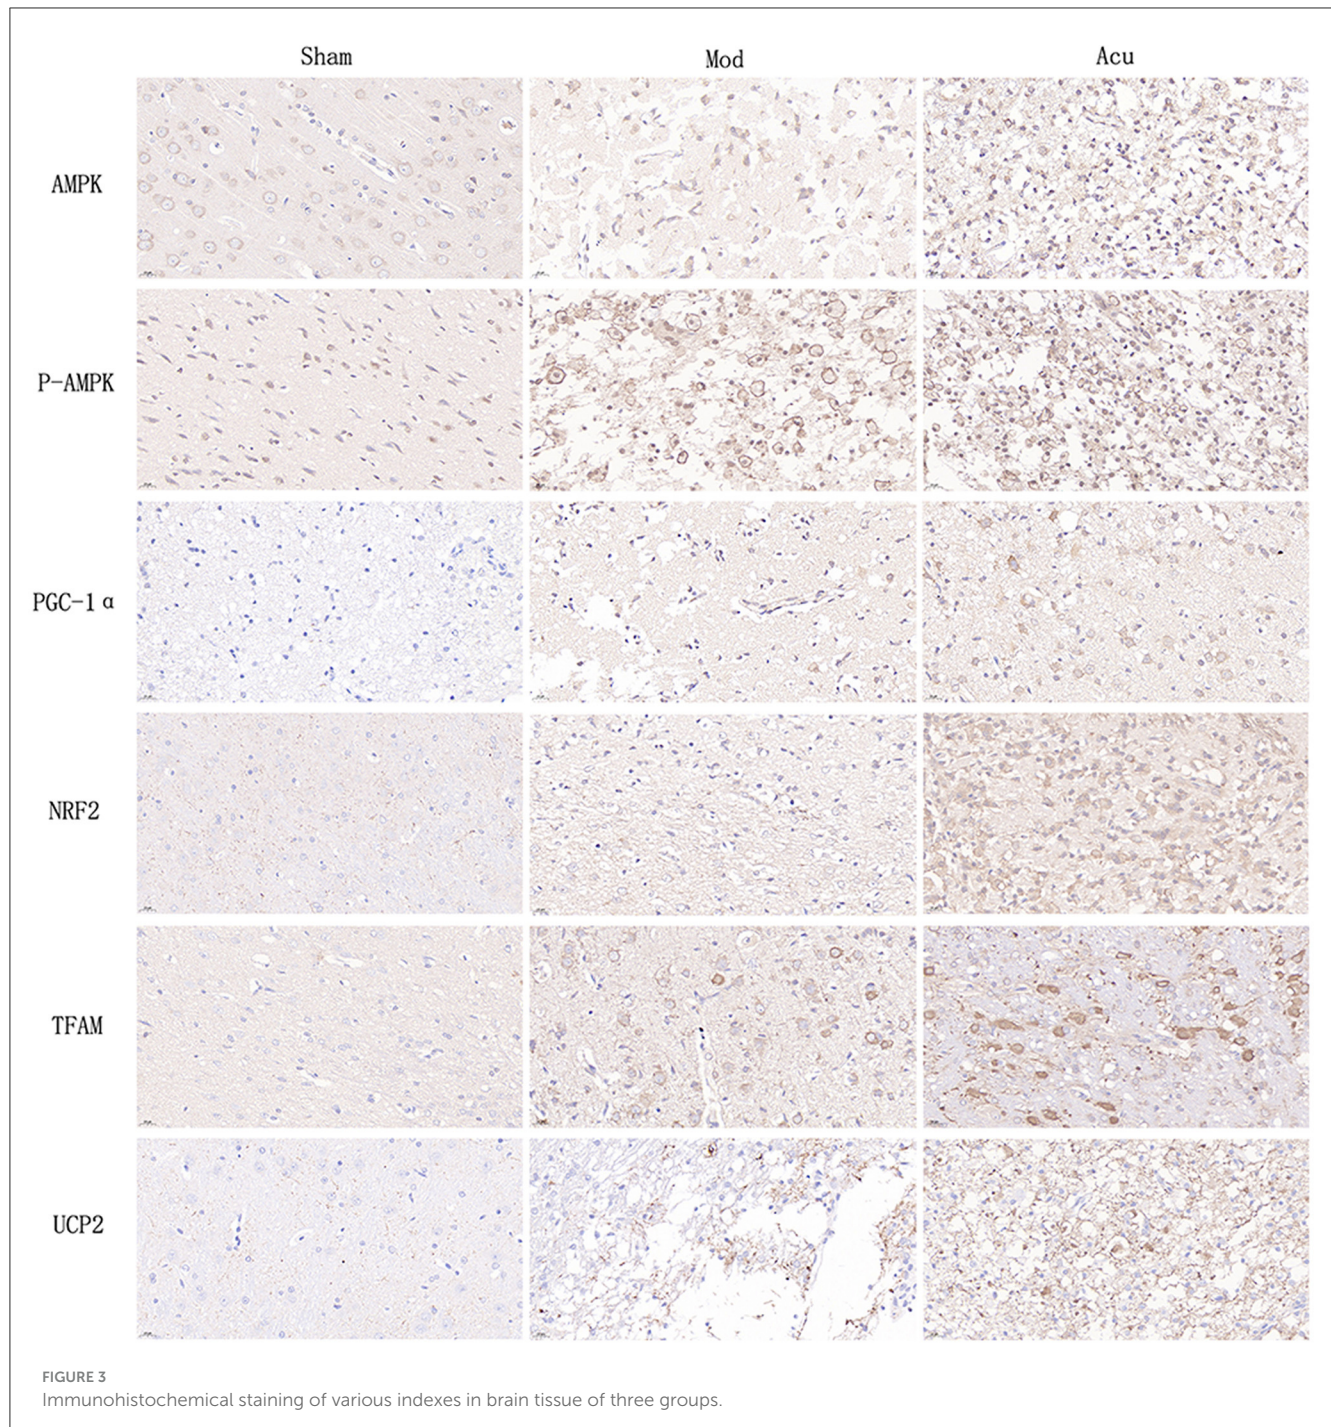 Sham Mod Acu
AMPK
P-AMPK
PGC-1α
NRF2
TFAM
UCP2
FIGURE 3
Immunohistochemical staining of various indexes in brain tissue of three groups.